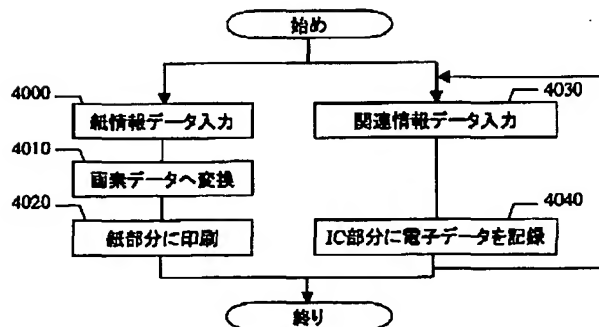 始め
4000
紙情報データ入力
4030
関連情報データ入力
4010
画素データへ変換
4020
紙部分に印刷
4040
IC部分に電子データを記録
終り